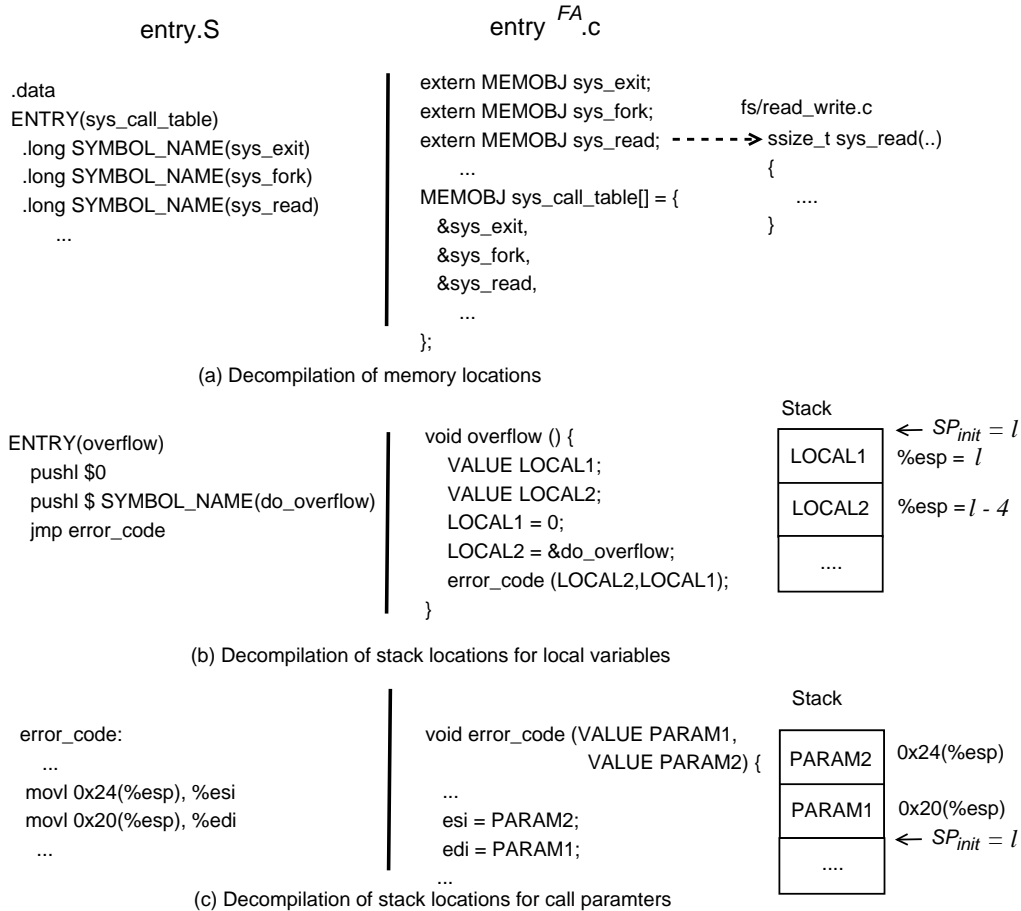 entry.S
entry FA.c
.data
ENTRY(sys_call_table)
.long SYMBOL_NAME(sys_exit)
.long SYMBOL_NAME(sys_fork)
.long SYMBOL_NAME(sys_read)
...
extern MEMOBJ sys_exit;
extern MEMOBJ sys_fork;
extern MEMOBJ sys_read;
...
MEMOBJ sys_call_table[] = {
&sys_exit,
&sys_fork,
&sys_read,
...
};
fs/read_write.c
ssize_t sys_read(..)
{
....
}
(a) Decompilation of memory locations
ENTRY(overflow)
pushl $0
pushl $ SYMBOL_NAME(do_overflow)
jmp error_code
void overflow () {
VALUE LOCAL1;
VALUE LOCAL2;
LOCAL1 = 0;
LOCAL2 = &do_overflow;
error_code (LOCAL2,LOCAL1);
}
Stack
SPinit = l
LOCAL1
%esp = l
LOCAL2
%esp = l - 4
....
(b) Decompilation of stack locations for local variables
error_code:
...
movl 0x24(%esp), %esi
movl 0x20(%esp), %edi
...
void error_code (VALUE PARAM1,
VALUE PARAM2) {
...
esi = PARAM2;
edi = PARAM1;
...
Stack
PARAM2
0x24(%esp)
PARAM1
0x20(%esp)
SPinit = l
....
(c) Decompilation of stack locations for call paramters